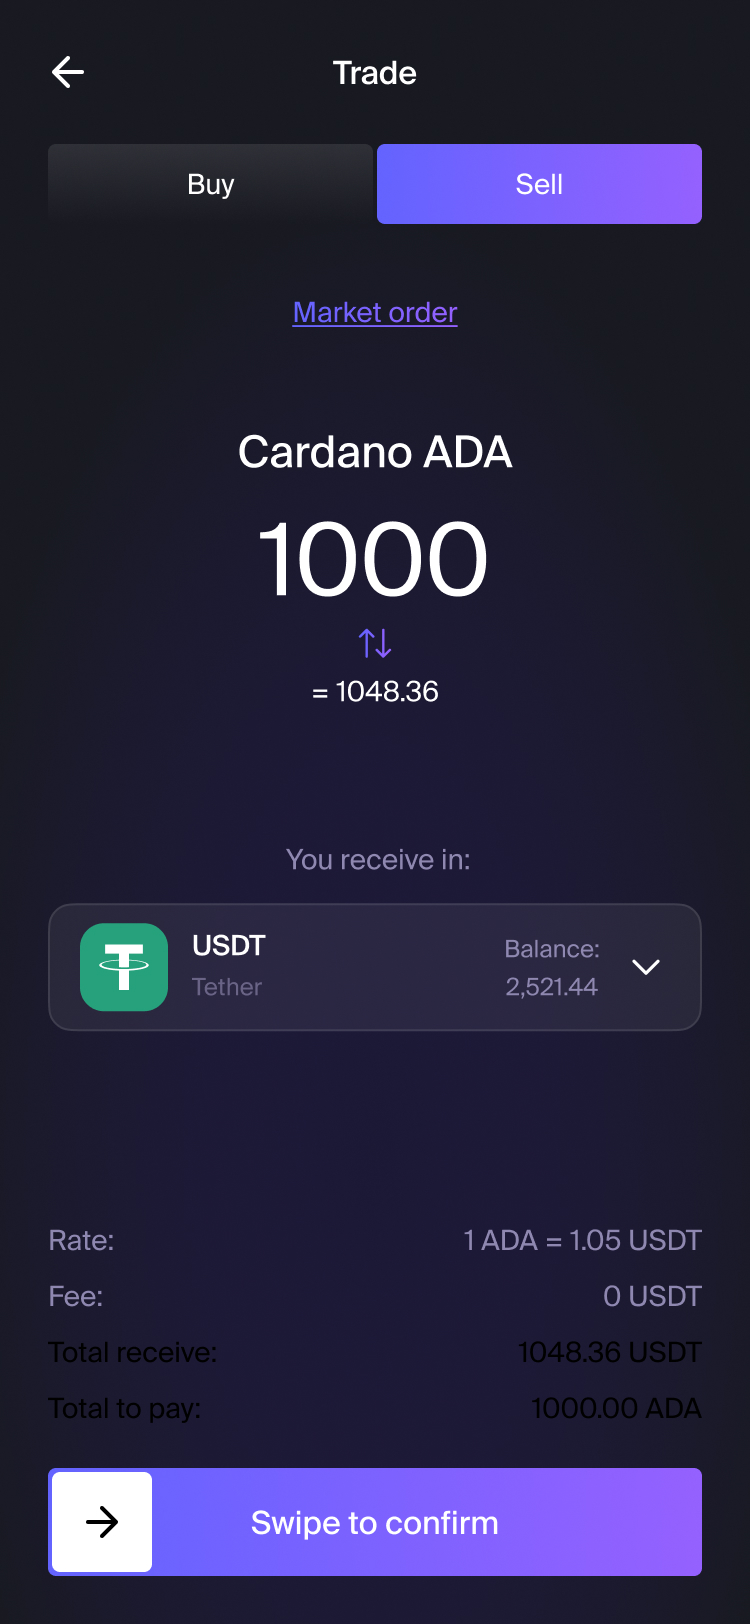 Trade
Buy
Sell
Market order
Cardano ADA
1000
= 1048.36
You receive in:
USDT
Tether
Balance:
2,521.44
Rate: 1 ADA = 1.05 USDT
Fee: 0 USDT
Total receive: 1048.36 USDT
Total to pay: 1000.00 ADA
Swipe to confirm